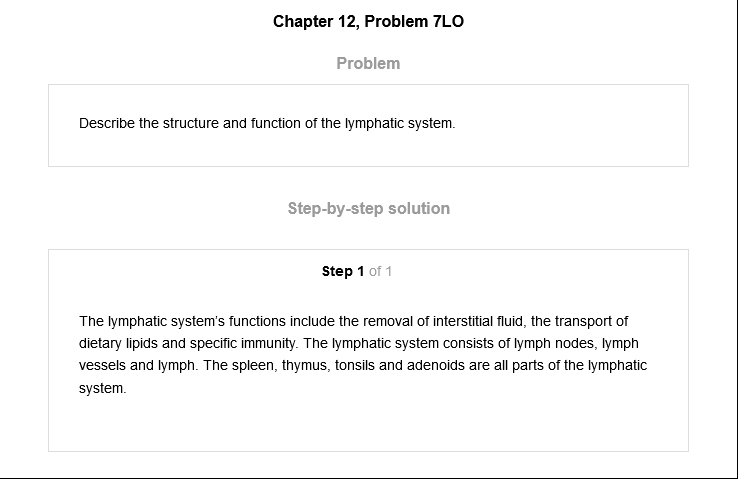 Chapter 12, Problem 7LO
Problem
Describe the structure and function of the lymphatic system.
Step-by-step solution
Step 1 of 1
The lymphatic system's functions include the removal of interstitial fluid, the transport of
dietary lipids and specific immunity. The lymphatic system consists of lymph nodes, lymph
vessels and lymph. The spleen, thymus, tonsils and adenoids are all parts of the lymphatic
system.